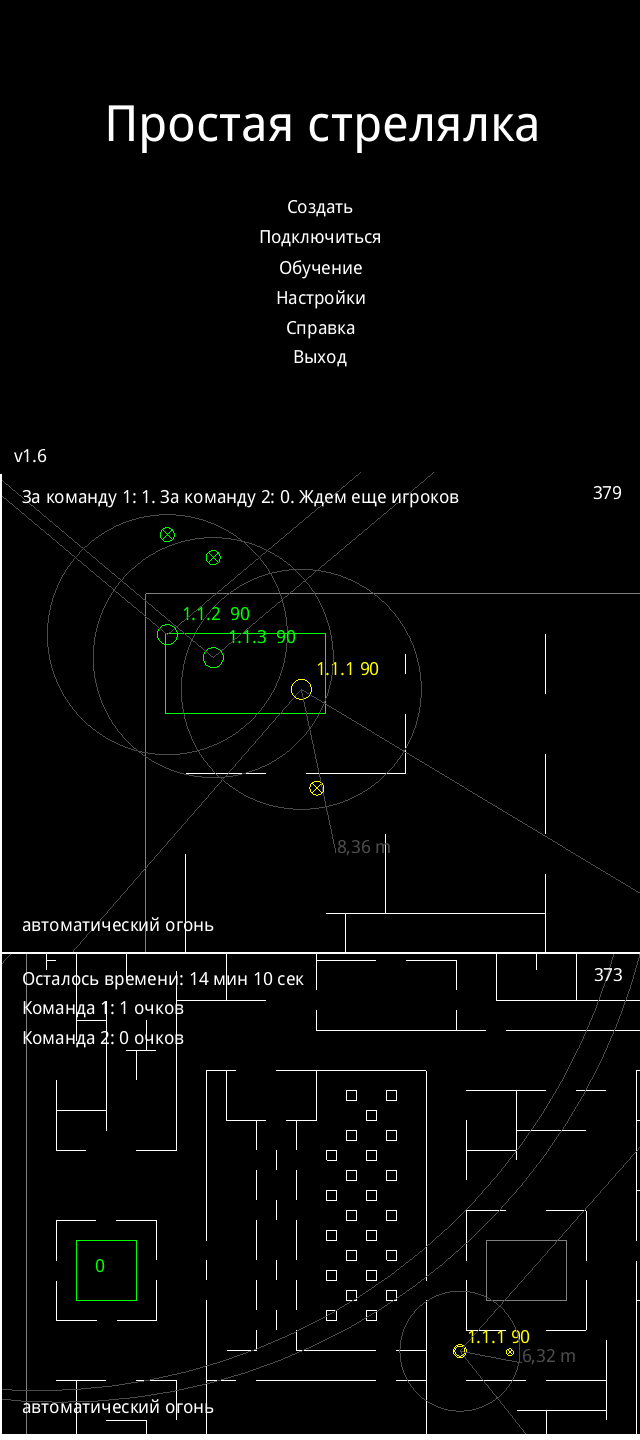 Простая стрелялка
Создать
Подключиться
Обучение
Настройки
Справка
Выход
v1.6
За команду 1: 1. За команду 2: 0. Ждем еще игроков
379
1.1.2 90
1.1.3 90
1.1.1 90
8,36 m
автоматический огонь
Осталось времени: 14 мин 10 сек
373
Команда 1: 1 очков
Команда 2: 0 очков
0
1.1.1 90
6,32 m
автоматический огонь